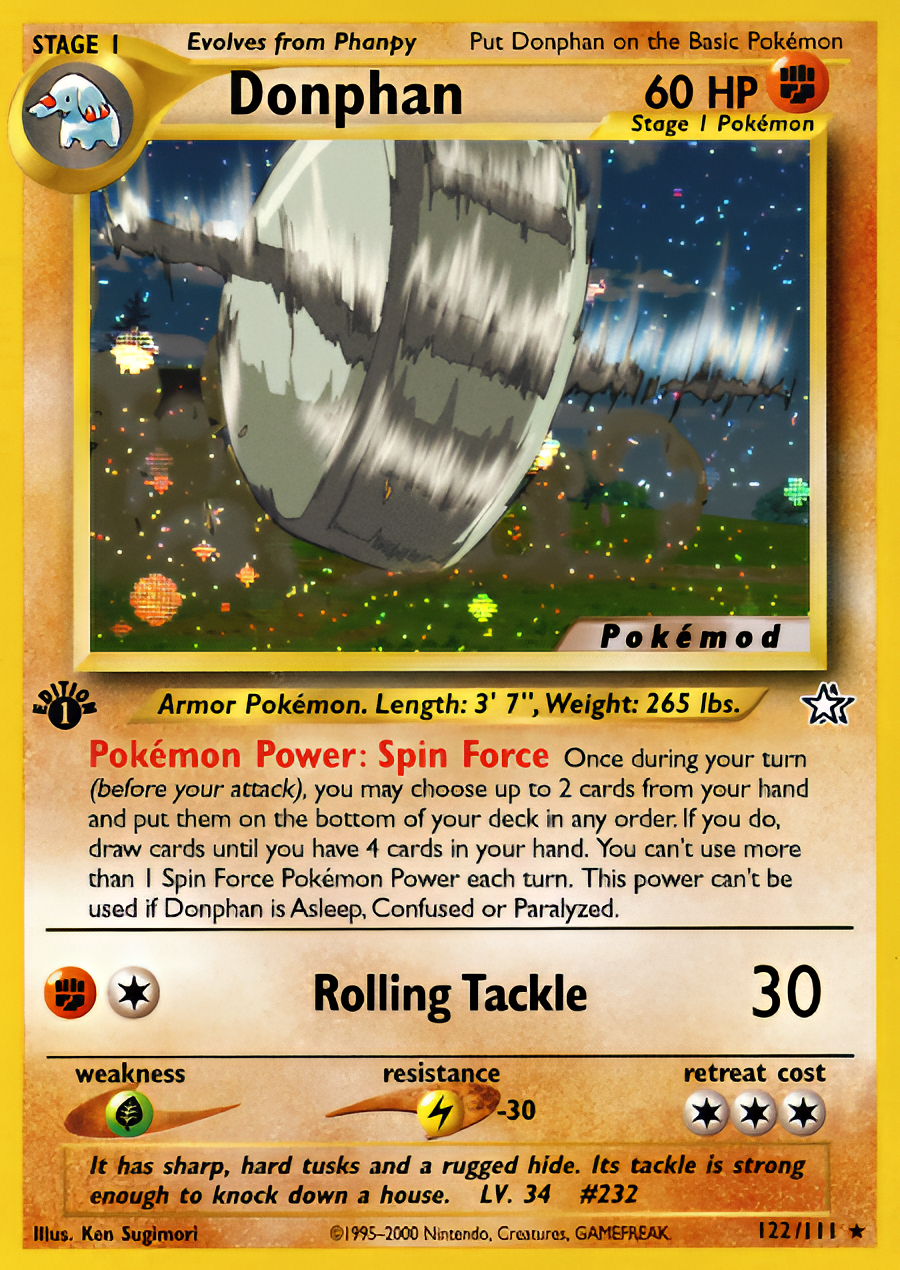 STAGE 1 Evolves from Phanpy Put Donphan on the Basic Pokémon
Donphan 60 HP
Stage 1 Pokémon
Pokémod
EDITION 1
Armor Pokémon. Length: 3' 7", Weight: 265 lbs.
Pokémon Power: Spin Force Once during your turn
(before your attack), you may choose up to 2 cards from your hand
and put them on the bottom of your deck in any order. If you do,
draw cards until you have 4 cards in your hand. You can't use more
than 1 Spin Force Pokémon Power each turn. This power can't be
used if Donphan is Asleep, Confused or Paralyzed.
Rolling Tackle 30
weakness resistance retreat cost
-30
It has sharp, hard tusks and a rugged hide. Its tackle is strong
enough to knock down a house. LV. 34 #232
Illus. Ken Sugimori ©1995-2000 Nintendo, Creatures, GAMEFREAK. 122/111 ★